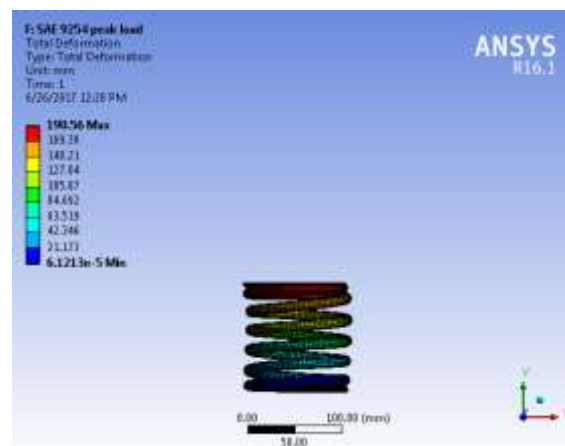 F: SAE 9254 peak load
Total Deformation
Type: Total Deformation
Unit: mm
Time: 1
6/26/2017 12:28 PM
ANSYS
R16.1
190.56 Max
169.39
148.21
127.04
105.87
84.692
63.519
42.346
21.173
6.1213e-5 Min
0.00
100.00 (mm)
50.00
Y